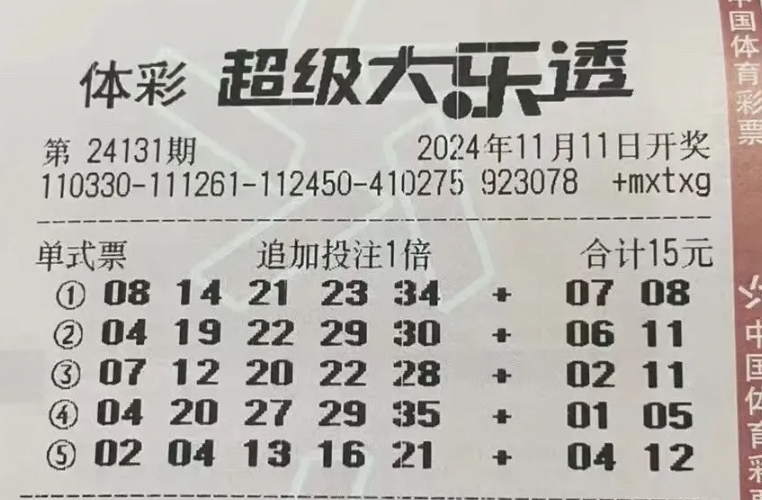 体彩 超级大乐透
第 24131期 2024年11月11日开奖
110330-111261-112450-410275 923078 +mxtxg
单式票 追加投注1倍 合计15元
① 08 14 21 23 34 + 07 08
② 04 19 22 29 30 + 06 11
③ 07 12 20 22 28 + 02 11
④ 04 20 27 29 35 + 01 05
⑤ 02 04 13 16 21 + 04 12
中国体育彩票
中国体育彩